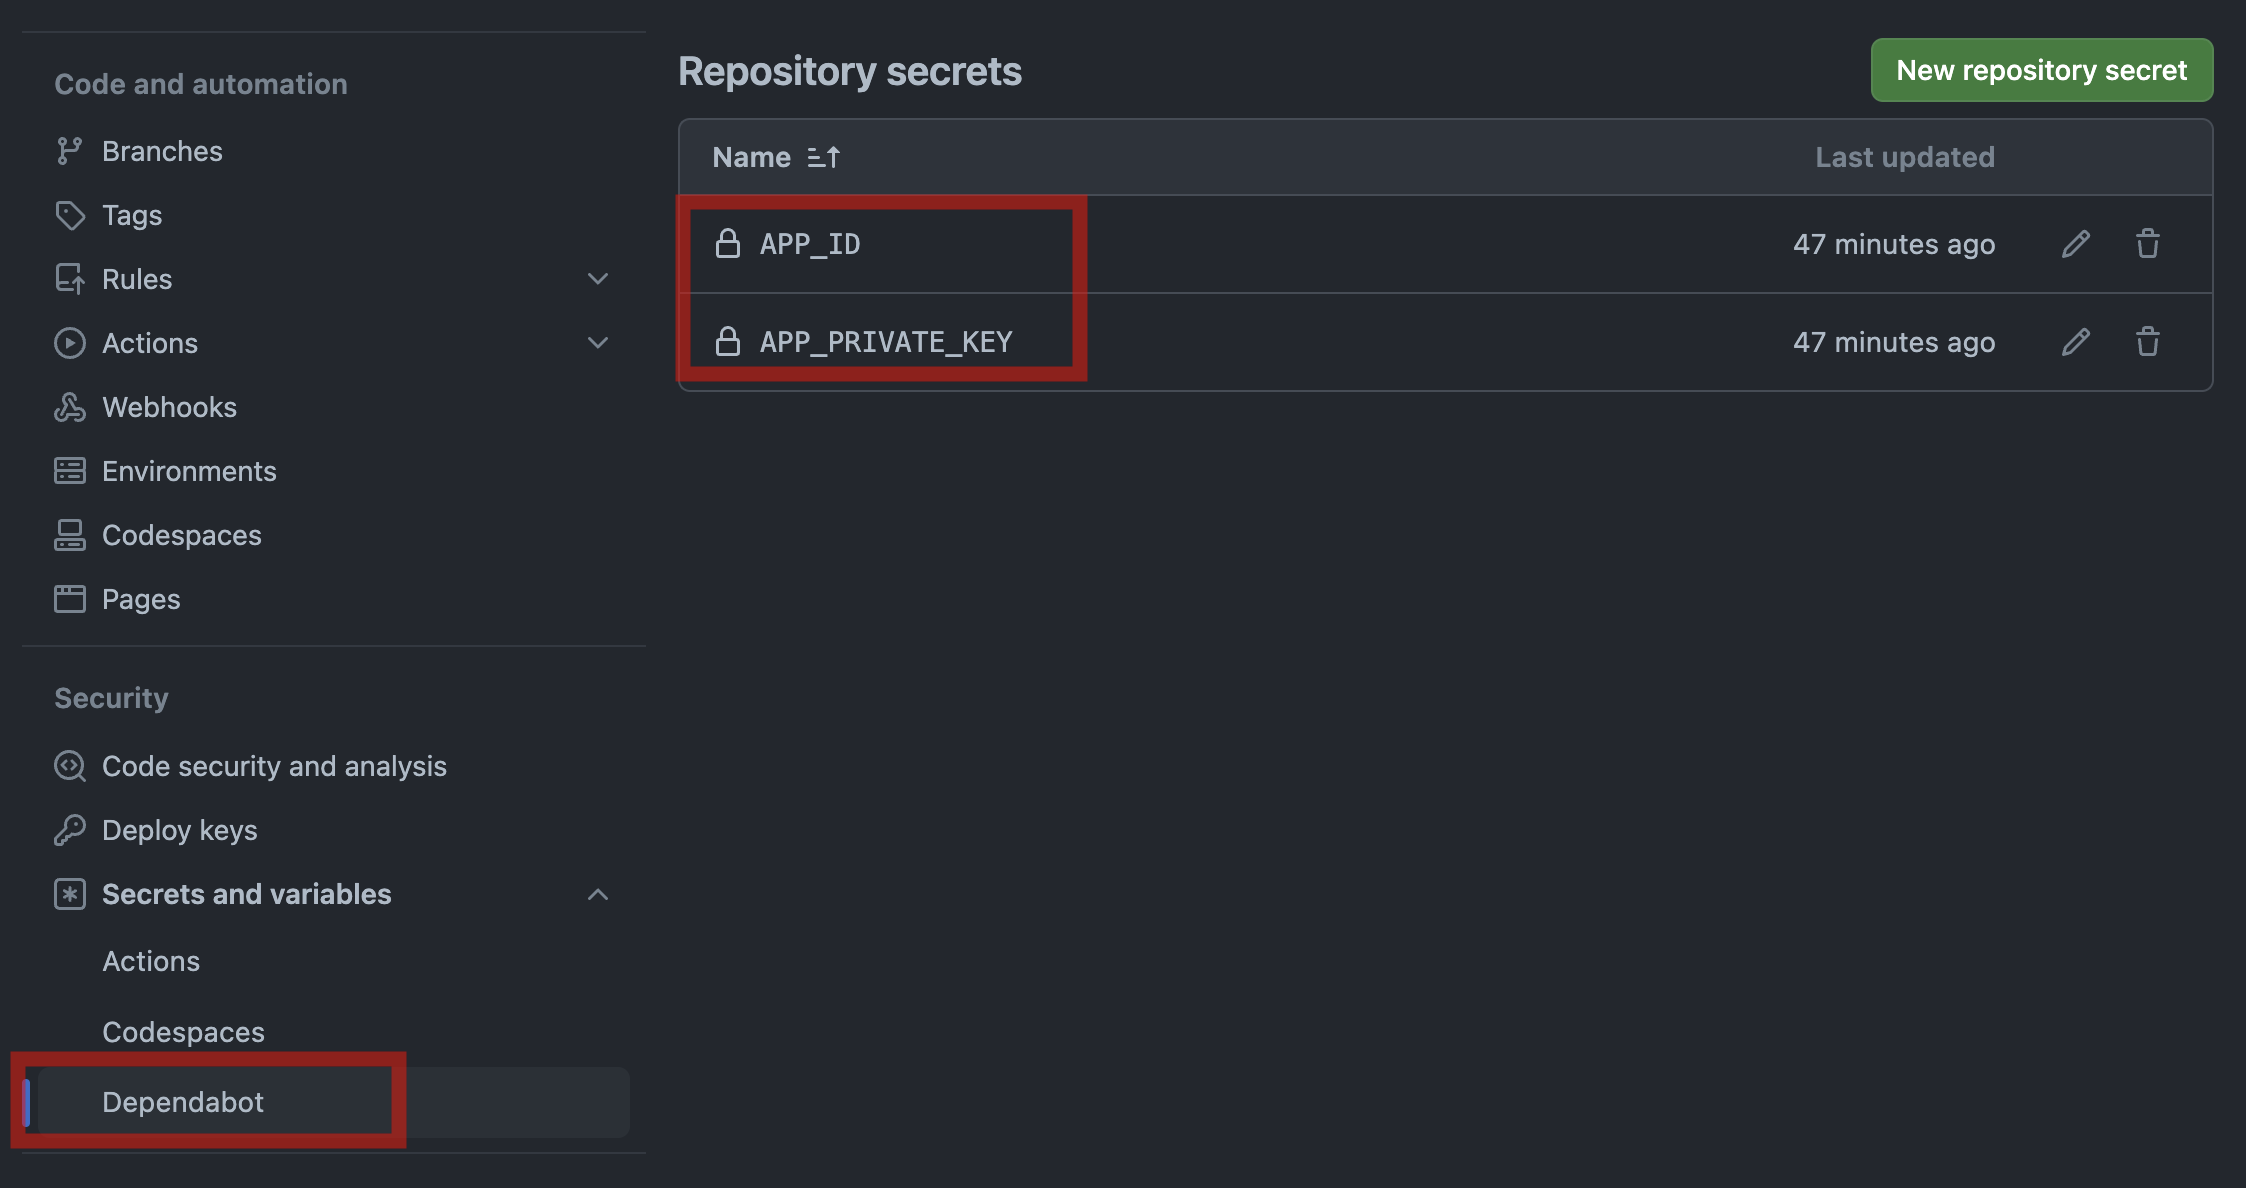 Code and automation
Branches
Tags
Rules
Actions
Webhooks
Environments
Codespaces
Pages
Security
Code security and analysis
Deploy keys
Secrets and variables
Actions
Codespaces
Dependabot
Repository secrets
New repository secret
Name
Last updated
APP_ID
47 minutes ago
APP_PRIVATE_KEY
47 minutes ago